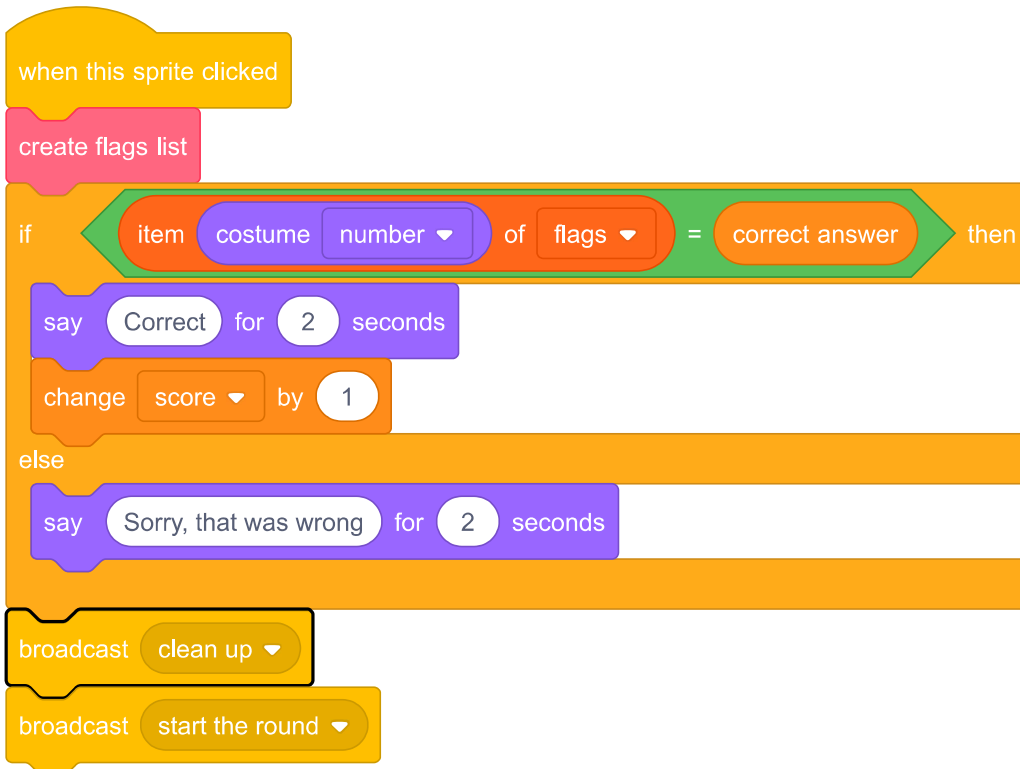 when this sprite clicked
create flags list
if item costume number of flags = correct answer then
say Correct for 2 seconds
change score by 1
else
say Sorry, that was wrong for 2 seconds
broadcast clean up
broadcast start the round